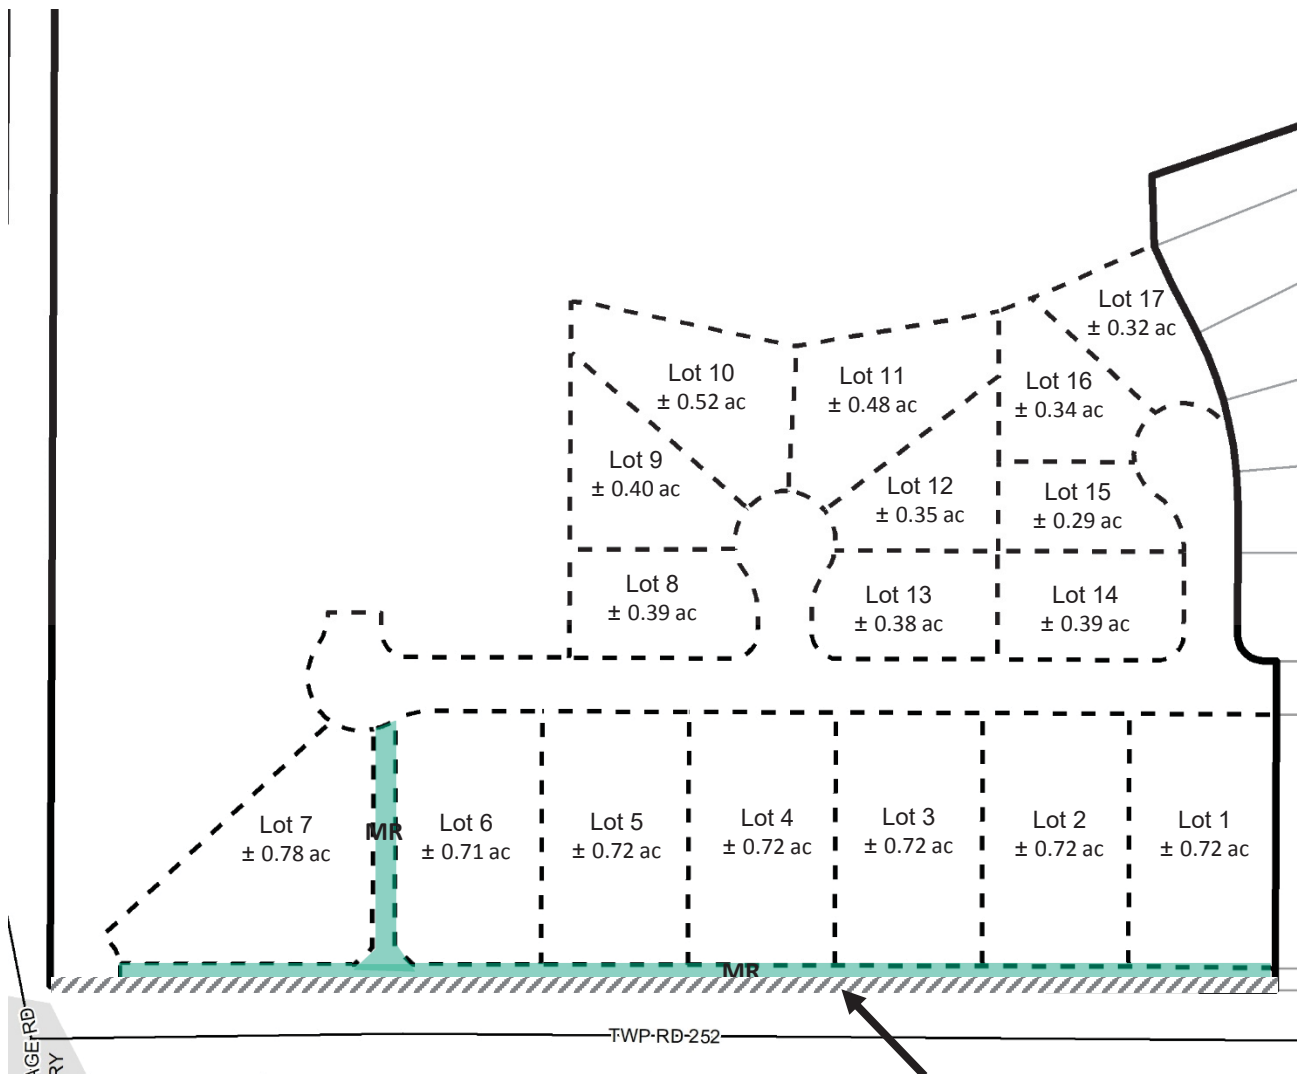 Lot 17
± 0.32 ac
Lot 10
± 0.52 ac
Lot 11
± 0.48 ac
Lot 16
± 0.34 ac
Lot 9
± 0.40 ac
Lot 12
± 0.35 ac
Lot 15
± 0.29 ac
Lot 8
± 0.39 ac
Lot 13
± 0.38 ac
Lot 14
± 0.39 ac
Lot 7
± 0.78 ac
MR
Lot 6
± 0.71 ac
Lot 5
± 0.72 ac
Lot 4
± 0.72 ac
Lot 3
± 0.72 ac
Lot 2
± 0.72 ac
Lot 1
± 0.72 ac
MR
TWP-RD-252
AGE-RD
RY